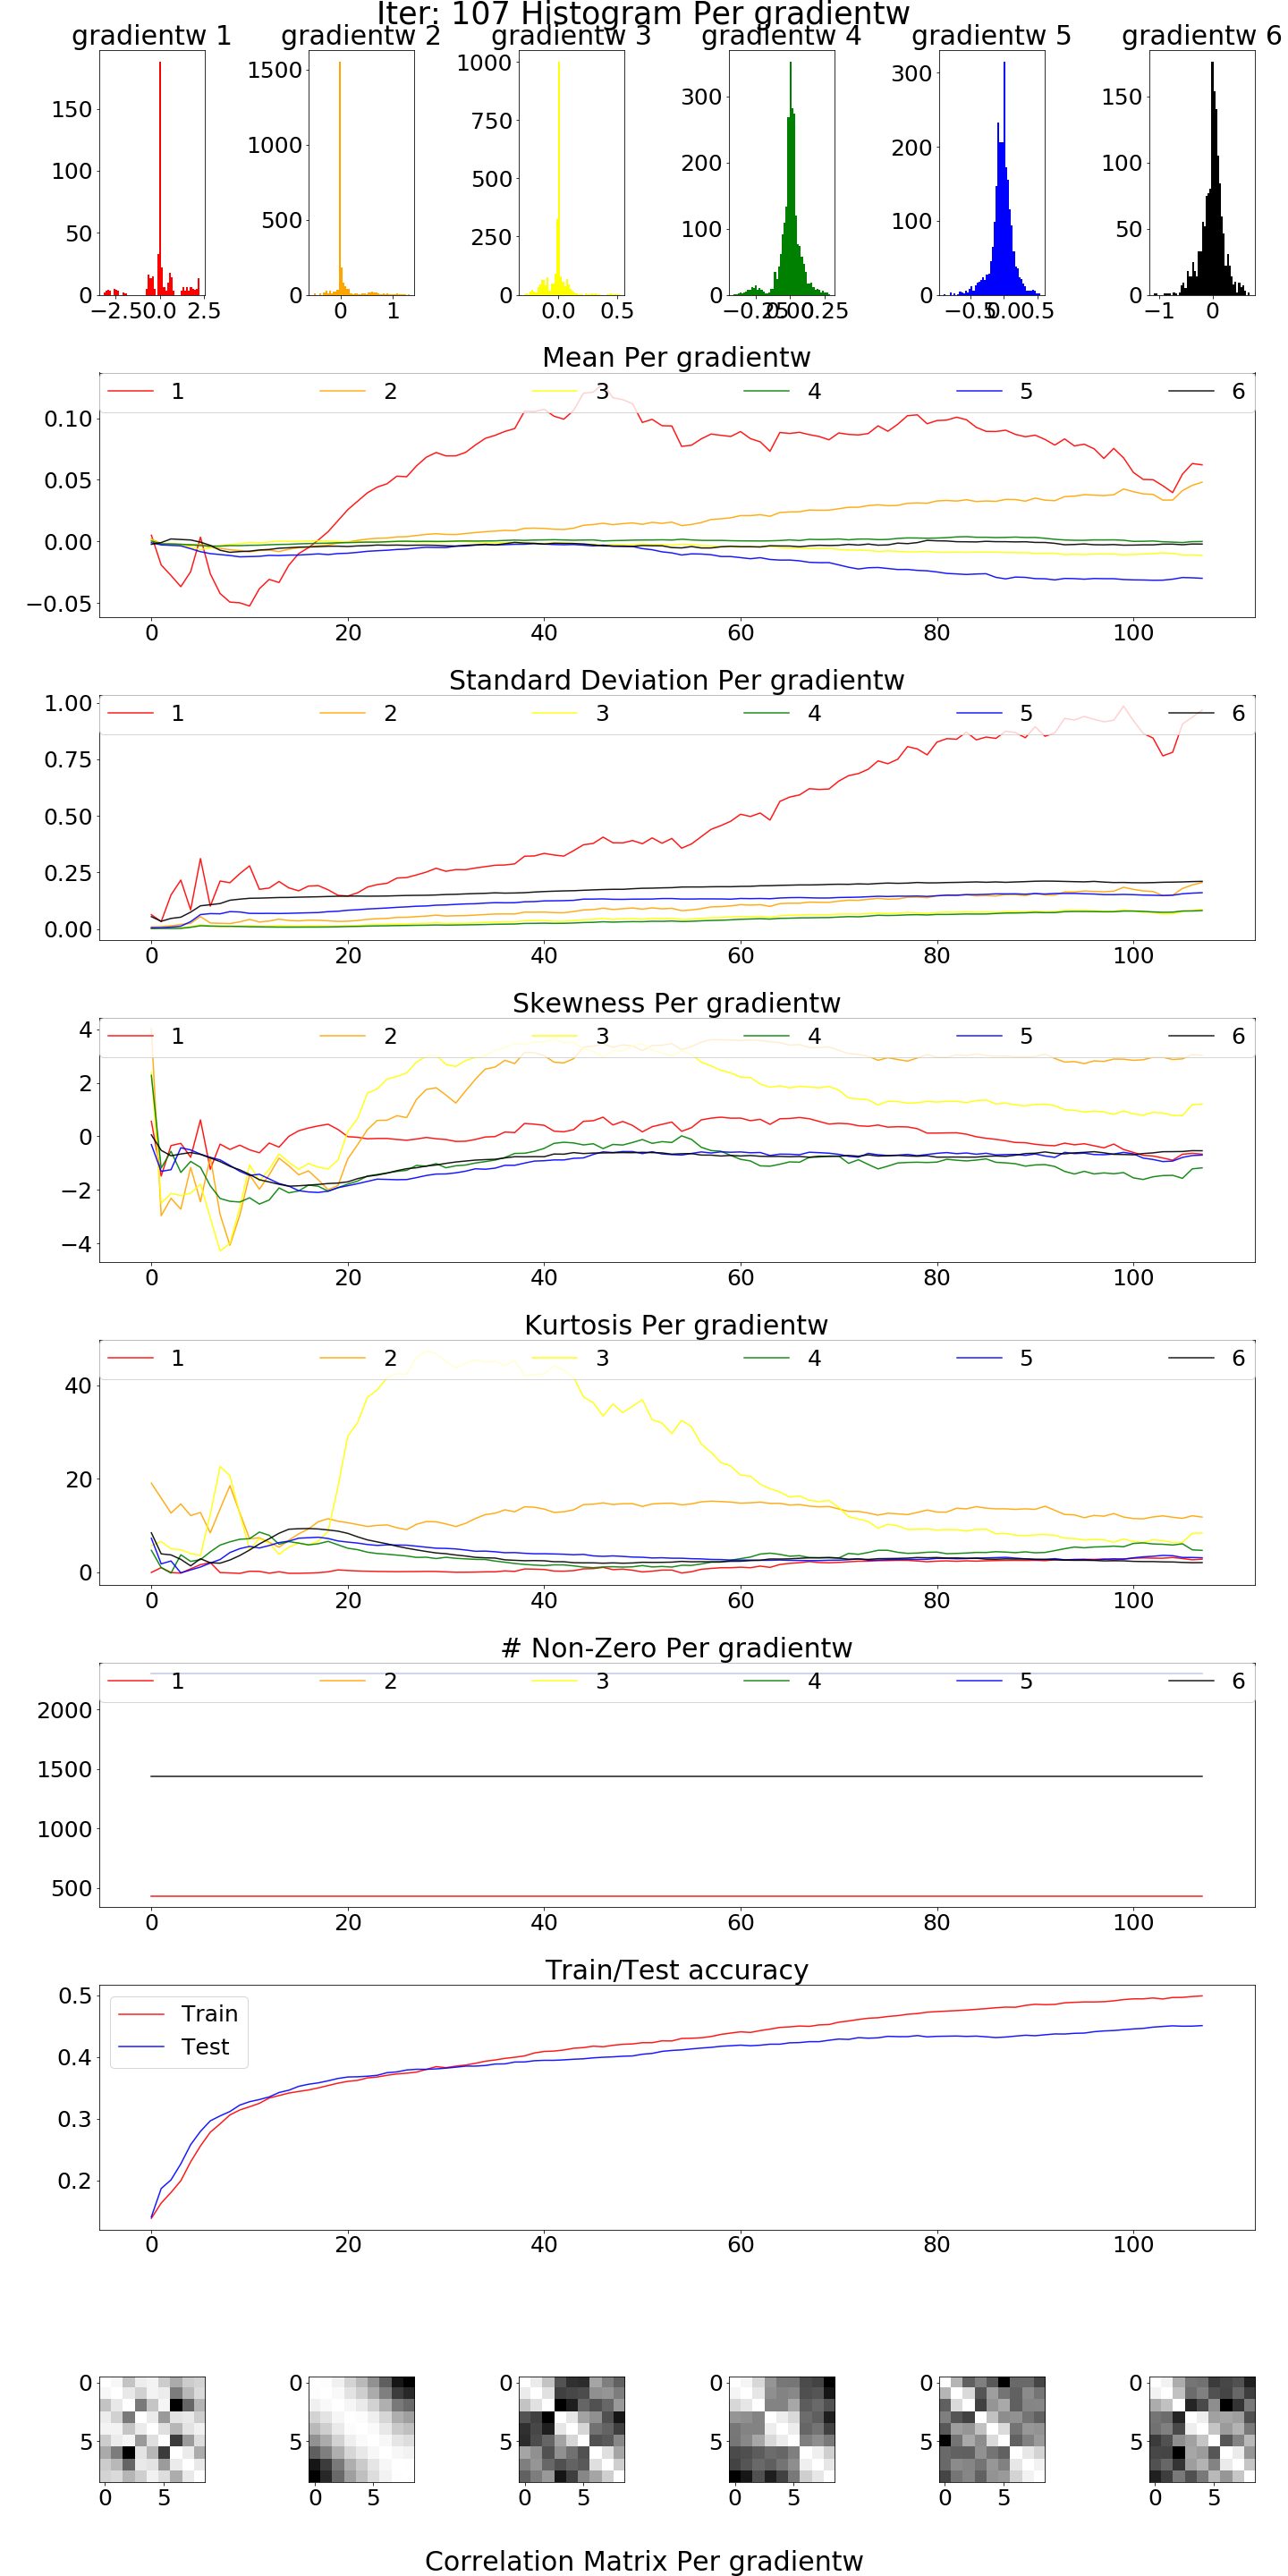 Iter: 107 Histogram Per gradientw
gradientw 1 gradientw 2 gradientw 3 gradientw 4 gradientw 5 gradientw 6
150 100 50 0
−2.5 0.0 2.5
1500 1000 500 0
0 1
1000 750 500 250 0
0.0 0.5
300 200 100 0
−0.25 0.00 0.25
300 200 100 0
−0.5 0.0 0.5
150 100 50 0
−1 0
Mean Per gradientw
1 2 3 4 5 6
0.10
0.05
0.00
−0.05
0 20 40 60 80 100
Standard Deviation Per gradientw
1 2 3 4 5 6
1.00
0.75
0.50
0.25
0.00
0 20 40 60 80 100
Skewness Per gradientw
1 2 3 4 5 6
4
2
0
−2
−4
0 20 40 60 80 100
Kurtosis Per gradientw
1 2 3 4 5 6
40
20
0
0 20 40 60 80 100
# Non-Zero Per gradientw
1 2 3 4 5 6
2000
1500
1000
500
0 20 40 60 80 100
Train/Test accuracy
Train
Test
0.5
0.4
0.3
0.2
0 20 40 60 80 100
0 0 0 0 0 0
5 5 5 5 5 5
0 5 0 5 0 5 0 5 0 5 0 5
Correlation Matrix Per gradientw